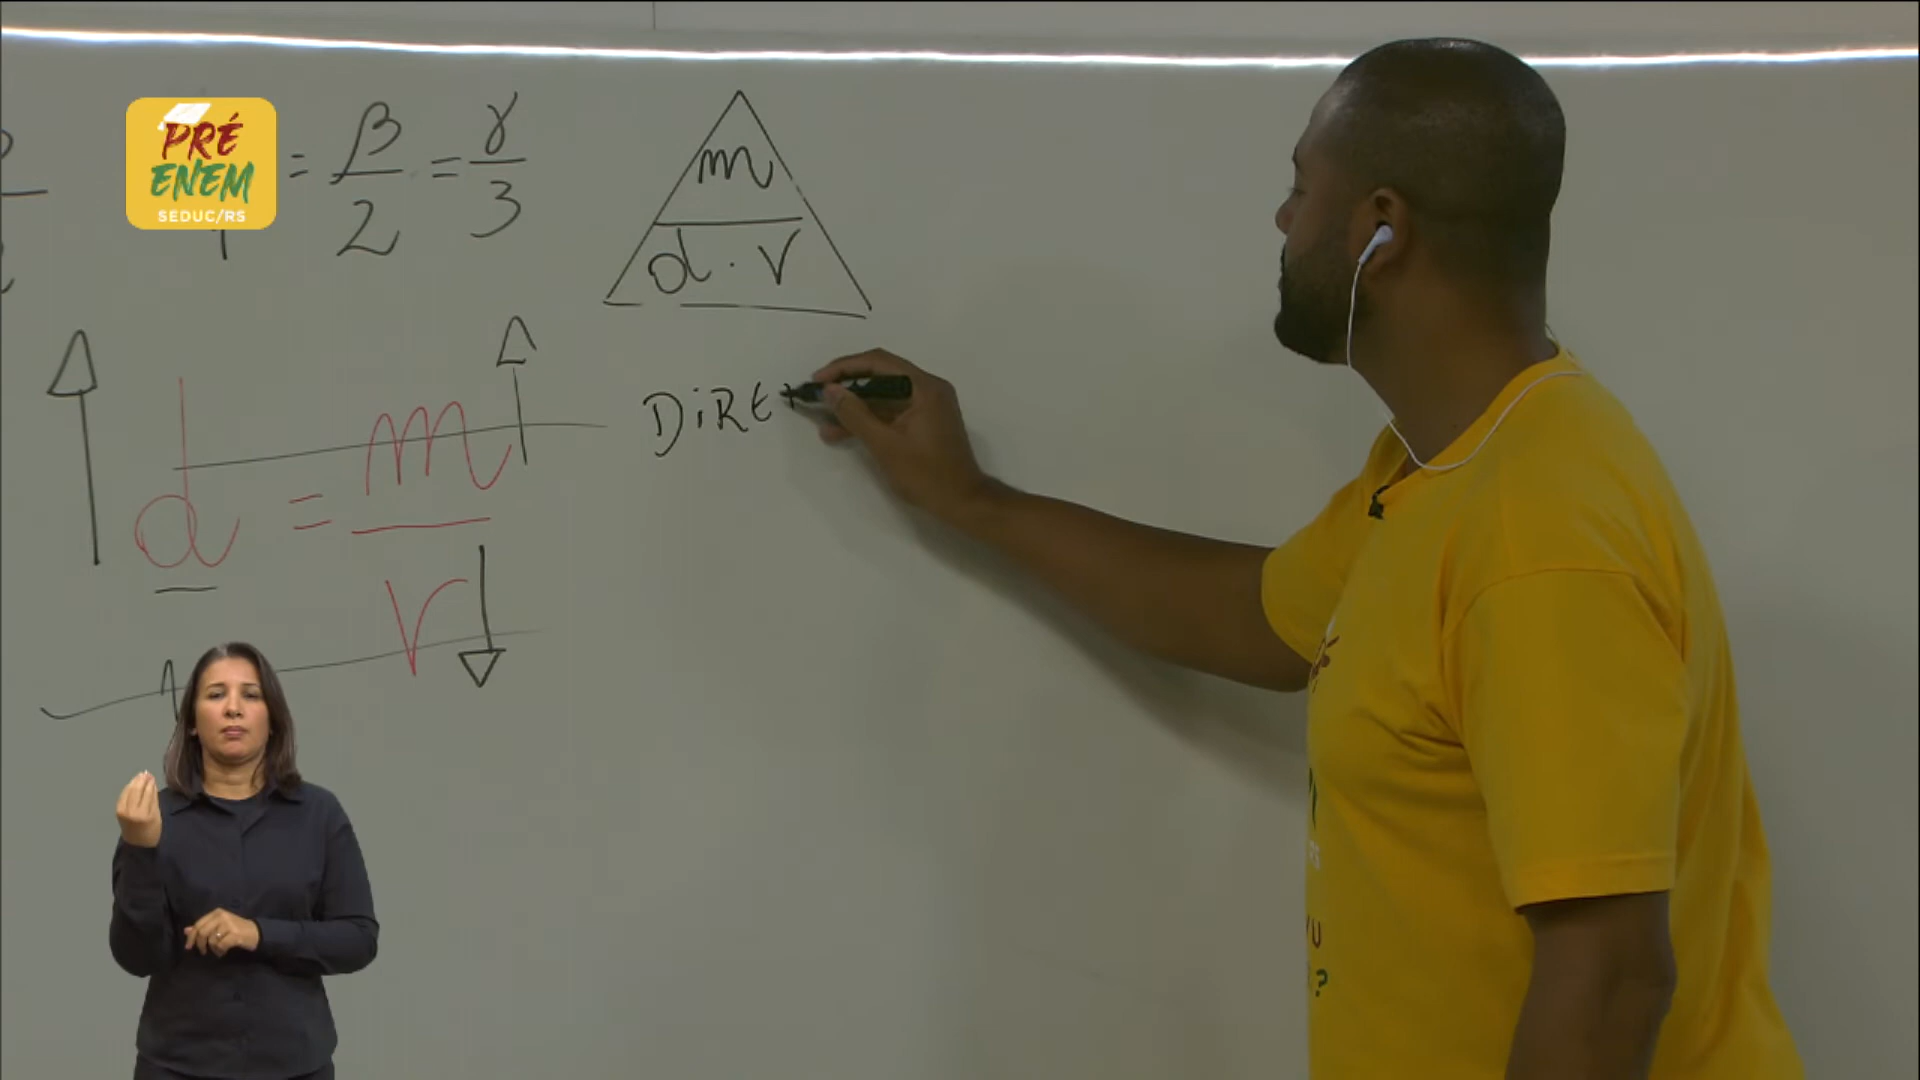 PRÉ
ENEM
SEDUC/RS
= β/2 = γ/3
m
d · V
DiRET
d = m/V
?